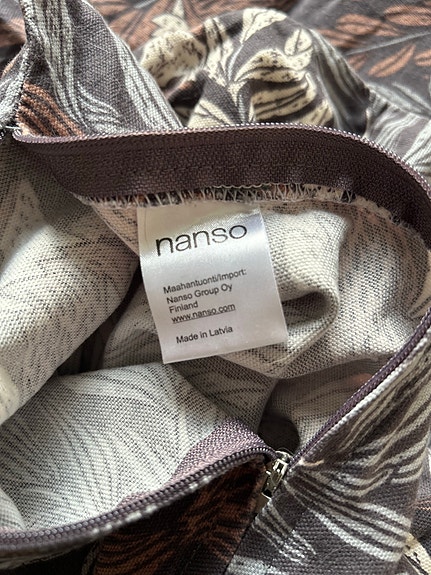 nanso
Maahantuonti/Import:
Nanso Group Oy
Finland
www.nanso.com
Made in Latvia